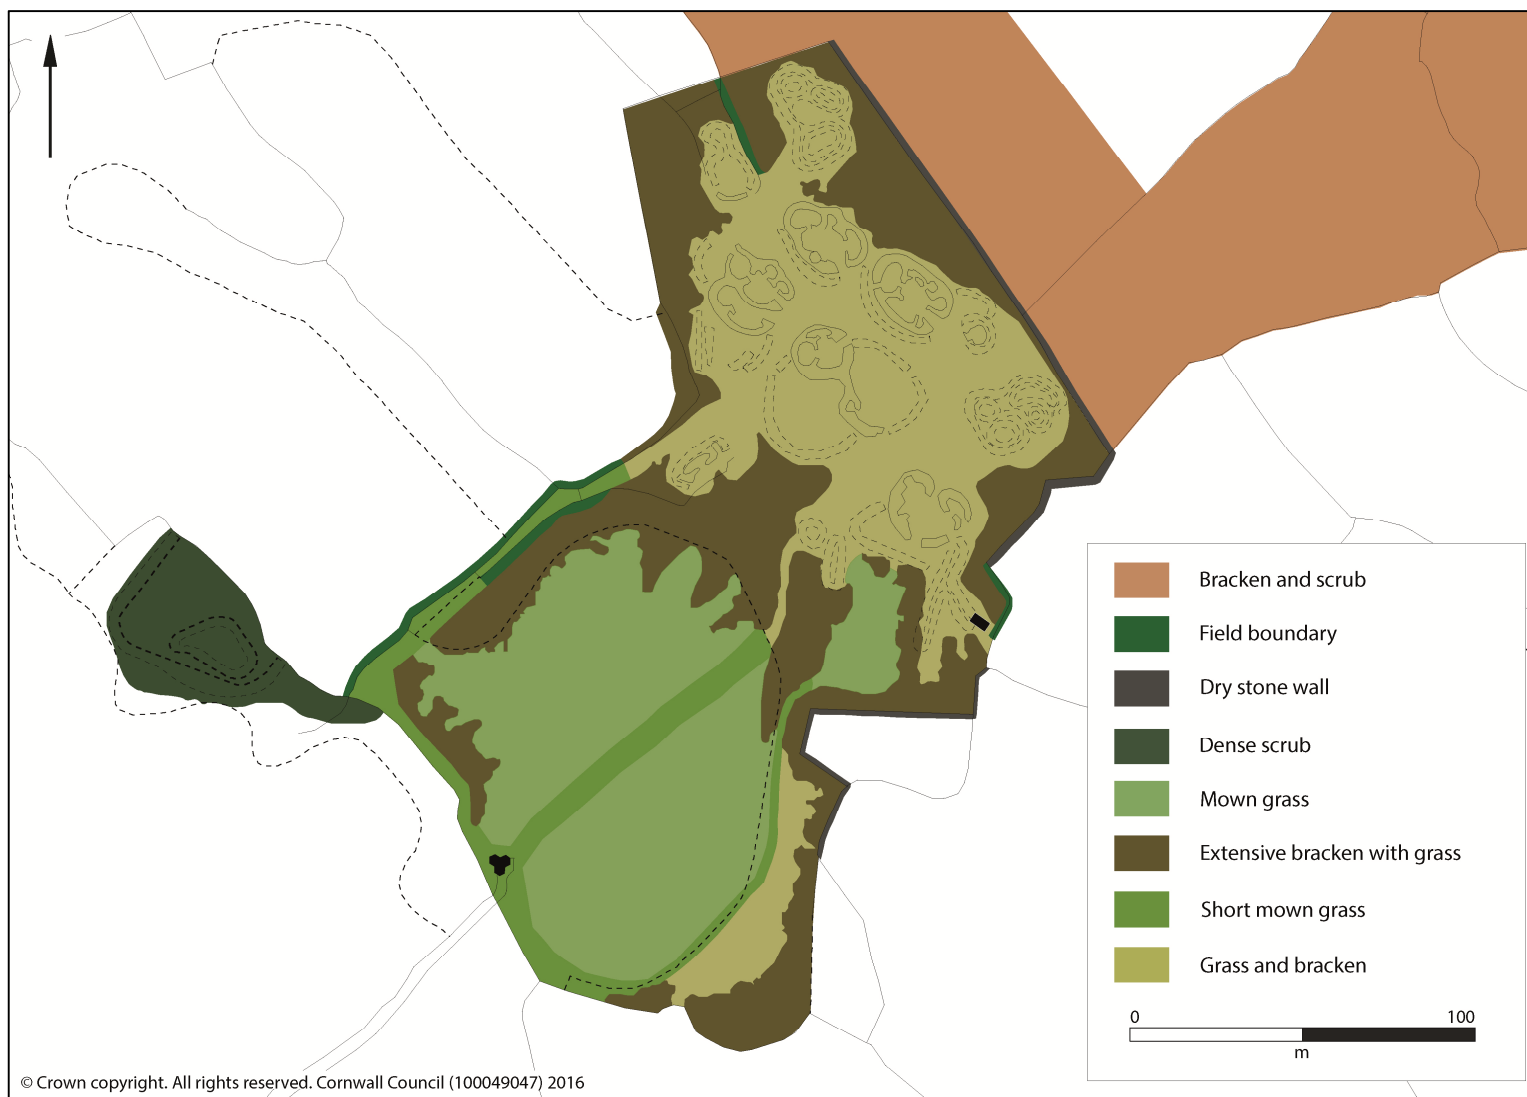 Bracken and scrub
Field boundary
Dry stone wall
Dense scrub
Mown grass
Extensive bracken with grass
Short mown grass
Grass and bracken
0 100
m
© Crown copyright. All rights reserved. Cornwall Council (100049047) 2016